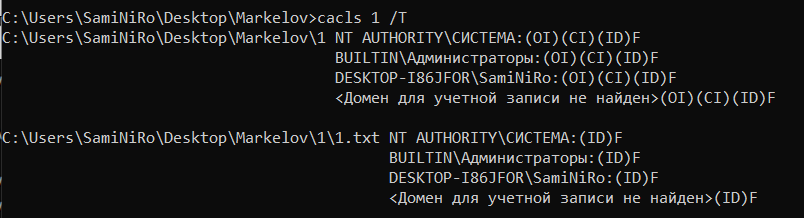 C:\Users\SamiNiRo\Desktop\Markelov>cacls 1 /T
C:\Users\SamiNiRo\Desktop\Markelov\1 NT AUTHORITY\СИСТЕМА:(OI)(CI)(ID)F
BUILTIN\Администраторы:(OI)(CI)(ID)F
DESKTOP-I86JFOR\SamiNiRo:(OI)(CI)(ID)F
<Домен для учетной записи не найден>(OI)(CI)(ID)F
C:\Users\SamiNiRo\Desktop\Markelov\1\1.txt NT AUTHORITY\СИСТЕМА:(ID)F
BUILTIN\Администраторы:(ID)F
DESKTOP-I86JFOR\SamiNiRo:(ID)F
<Домен для учетной записи не найден>(ID)F